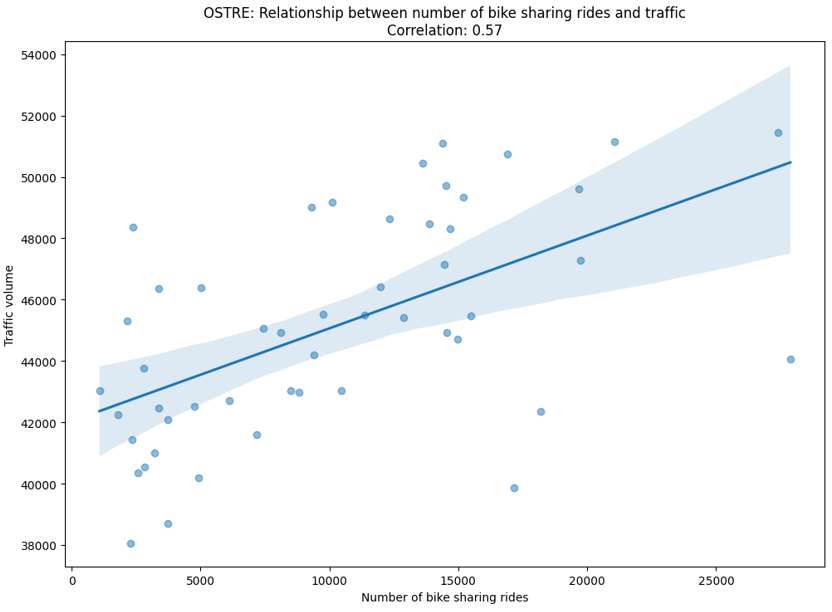 OSTRE: Relationship between number of bike sharing rides and traffic
Correlation: 0.57
54000
52000
50000
48000
46000
44000
42000
40000
38000
Traffic volume
0 5000 10000 15000 20000 25000
Number of bike sharing rides